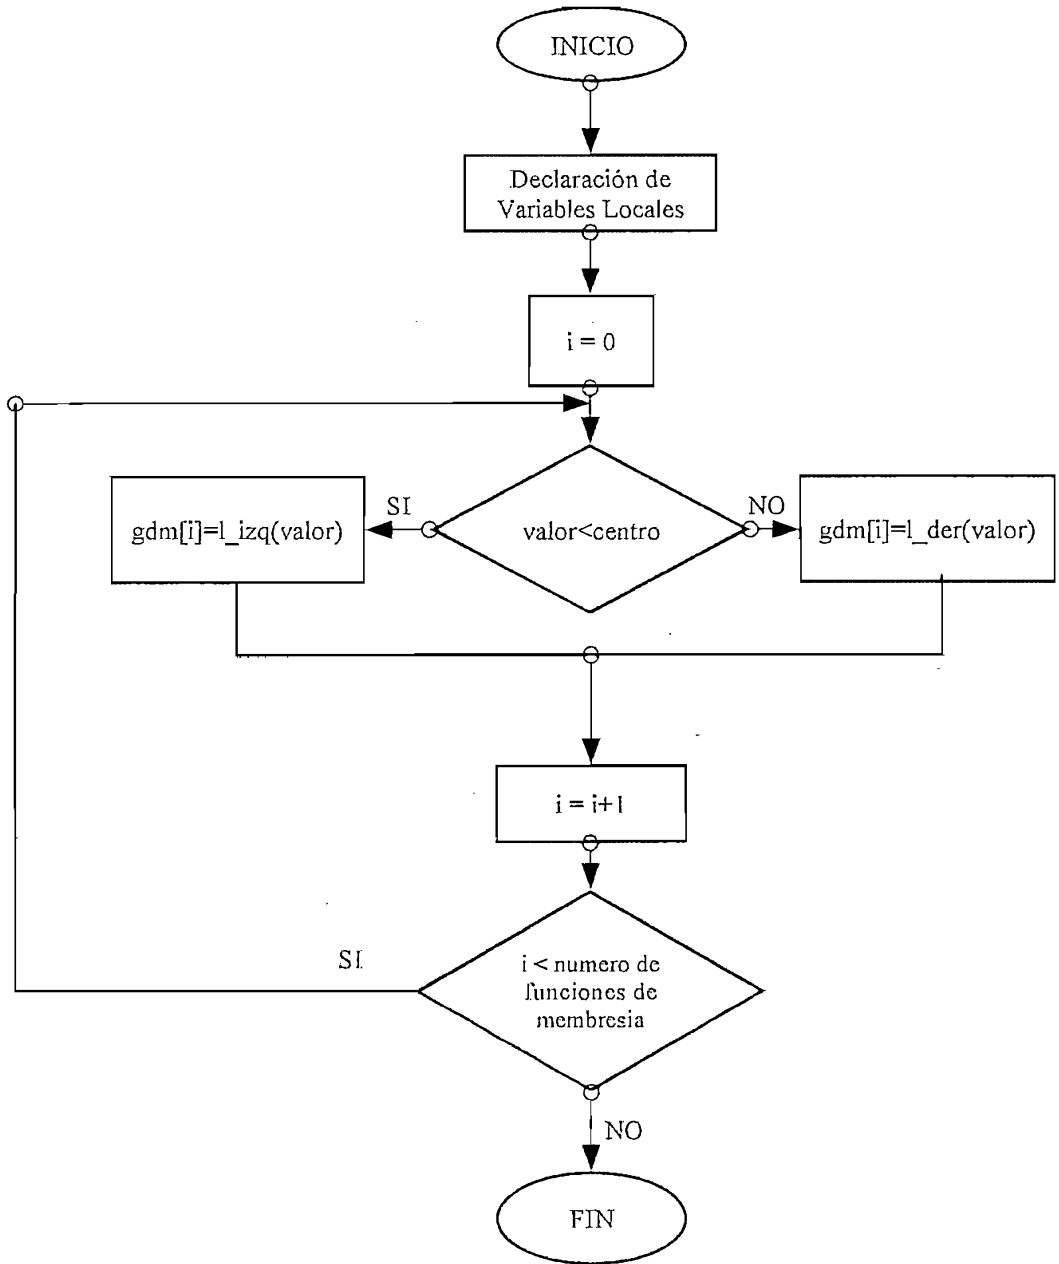 INICIO
Declaración de
Variables Locales
i = 0
SI
NO
gdm[i]=l_izq(valor)
valor<centro
gdm[i]=l_der(valor)
i = i+1
SI
i < numero de
funciones de
membresia
NO
FIN